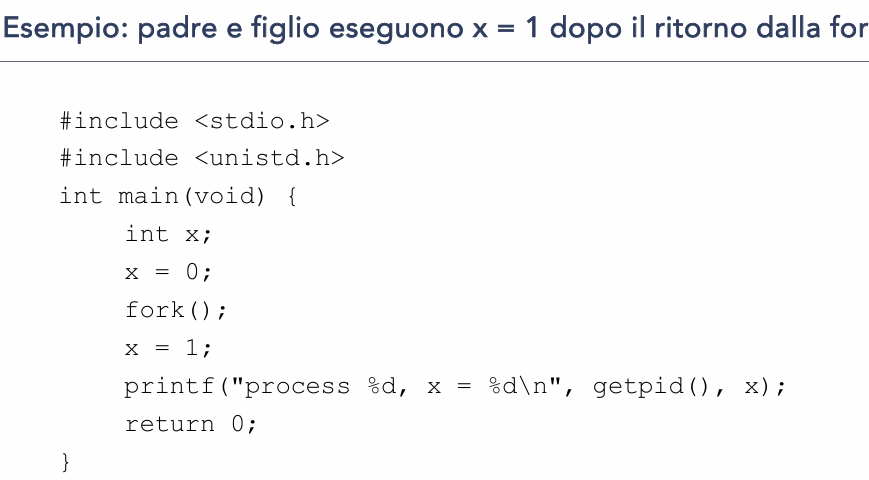 Esempio: padre e figlio eseguono x = 1 dopo il ritorno dalla for
#include <stdio.h>
#include <unistd.h>
int main(void) {
int x;
x = 0;
fork();
x = 1;
printf("process %d, x = %d\n", getpid(), x);
return 0;
}